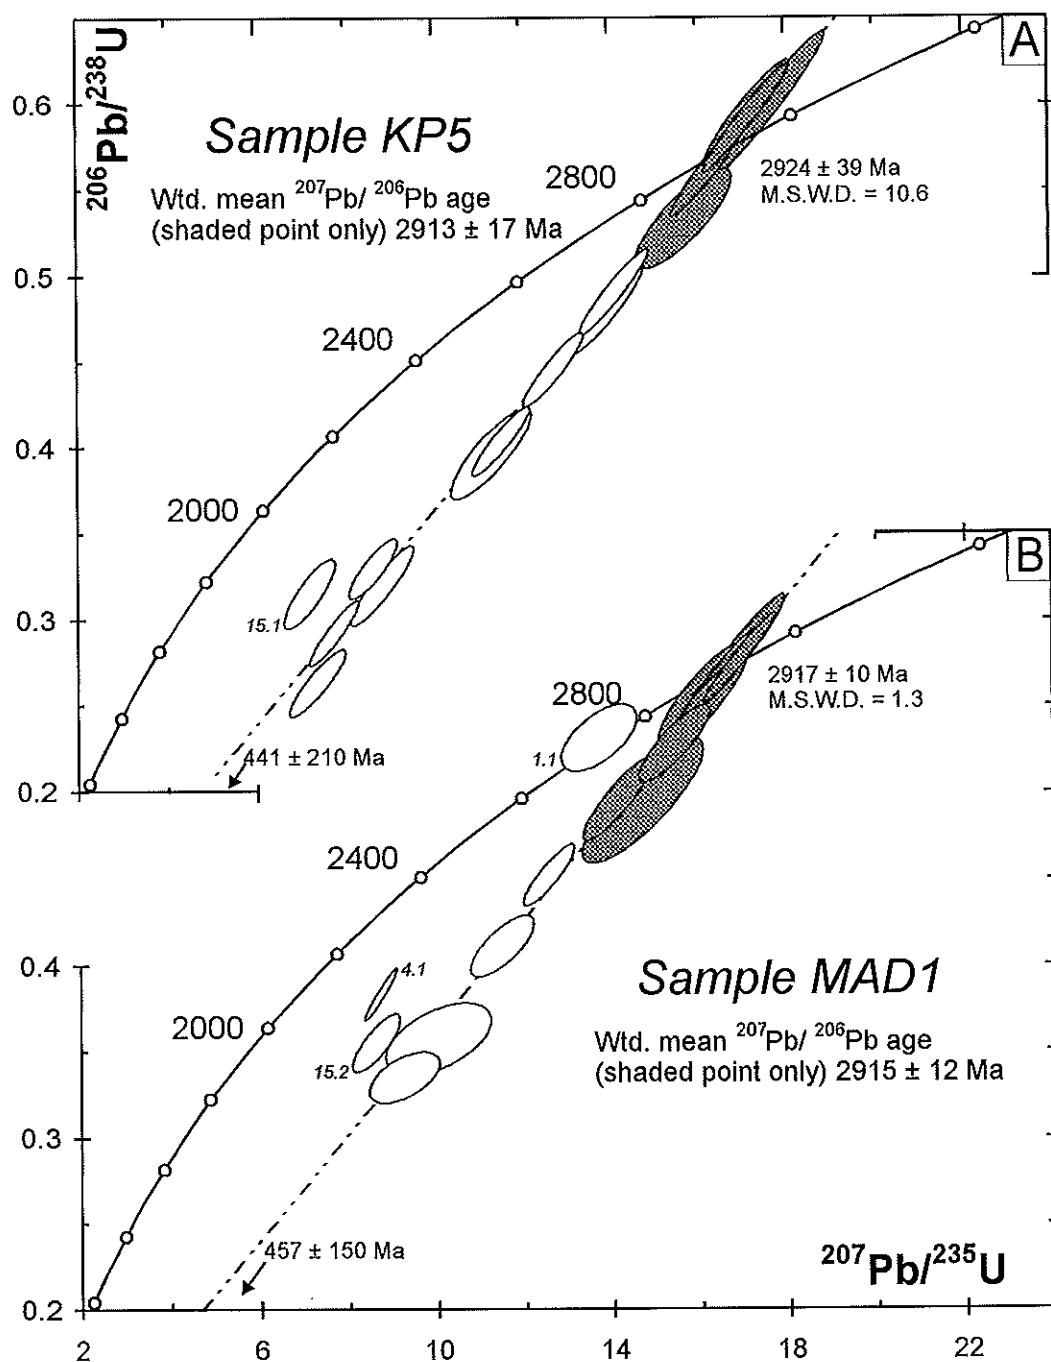 A
²⁰⁶Pb/²³⁸U
Sample KP5
Wtd. mean ²⁰⁷Pb/ ²⁰⁶Pb age
(shaded point only) 2913 ± 17 Ma
2924 ± 39 Ma
M.S.W.D. = 10.6
2800
2400
2000
15.1
441 ± 210 Ma
0.6
0.5
0.4
0.3
0.2
B
2917 ± 10 Ma
M.S.W.D. = 1.3
2800
1.1
2400
4.1
2000
15.2
Sample MAD1
Wtd. mean ²⁰⁷Pb/ ²⁰⁶Pb age
(shaded point only) 2915 ± 12 Ma
457 ± 150 Ma
²⁰⁷Pb/²³⁵U
0.4
0.3
0.2
2 6 10 14 18 22